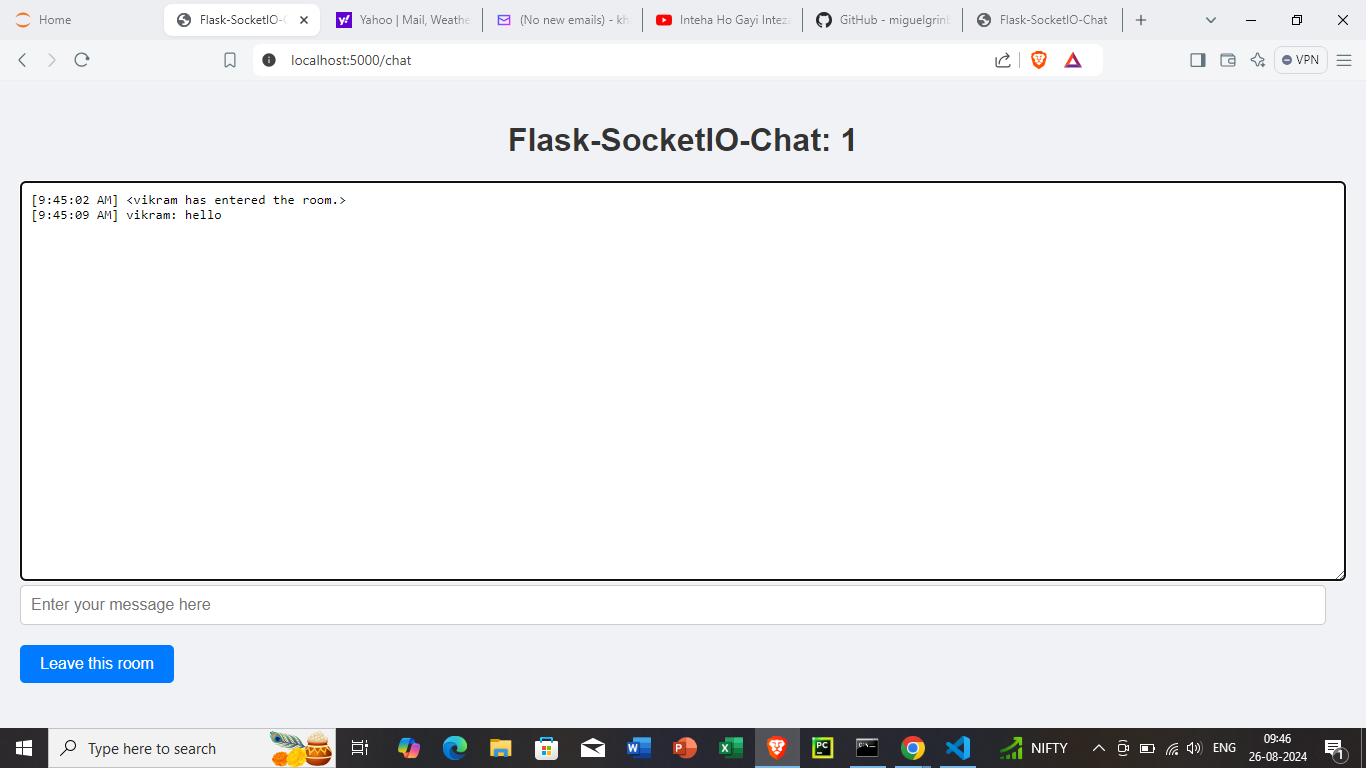 Home
Flask-SocketIO-C
Yahoo | Mail, Weathe
(No new emails) - kh
Inteha Ho Gayi Inteza
GitHub - miguelgrinb
Flask-SocketIO-Chat
localhost:5000/chat
VPN
Flask-SocketIO-Chat: 1
[9:45:02 AM] <vikram has entered the room.>
[9:45:09 AM] vikram: hello
Enter your message here
Leave this room
Type here to search
NIFTY
ENG
09:46
26-08-2024
1